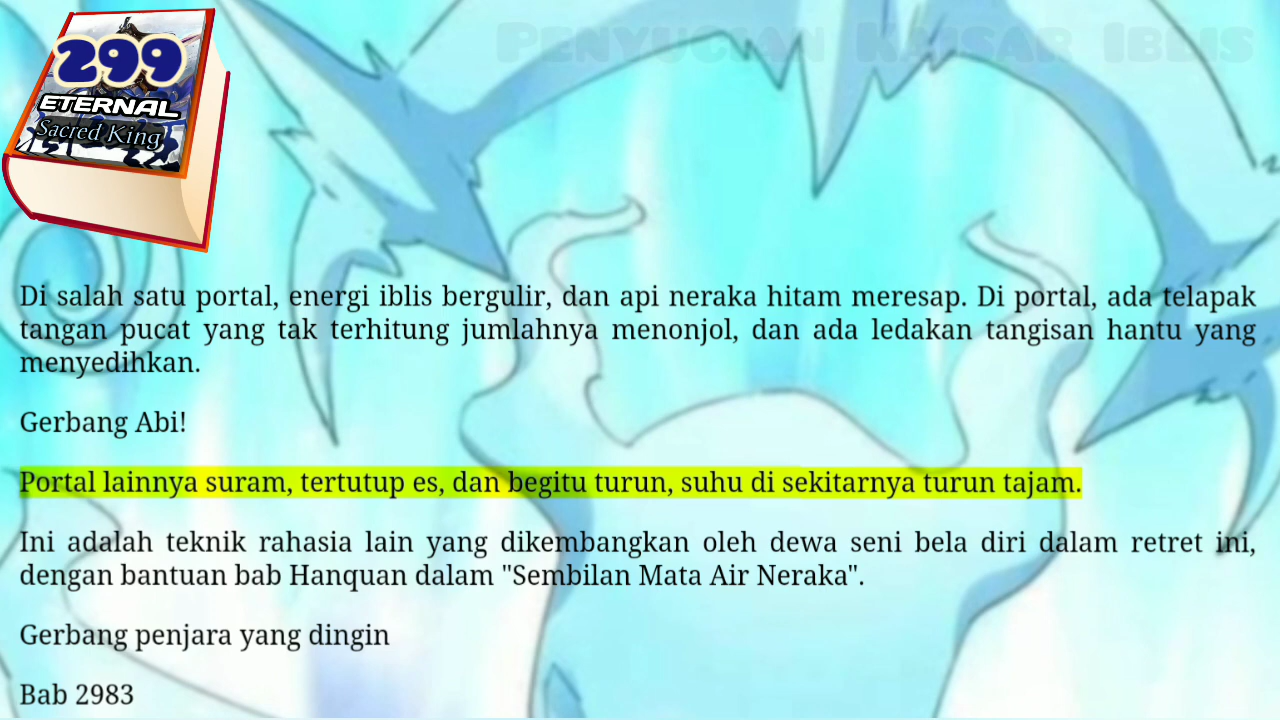 Penyucian Kaisar Iblis
299
ETERNAL
Sacred King
Di salah satu portal, energi iblis bergulir, dan api neraka hitam meresap. Di portal, ada telapak
tangan pucat yang tak terhitung jumlahnya menonjol, dan ada ledakan tangisan hantu yang
menyedihkan.
Gerbang Abi!
Portal lainnya suram, tertutup es, dan begitu turun, suhu di sekitarnya turun tajam.
Ini adalah teknik rahasia lain yang dikembangkan oleh dewa seni bela diri dalam retret ini,
dengan bantuan bab Hanquan dalam "Sembilan Mata Air Neraka".
Gerbang penjara yang dingin
Bab 2983